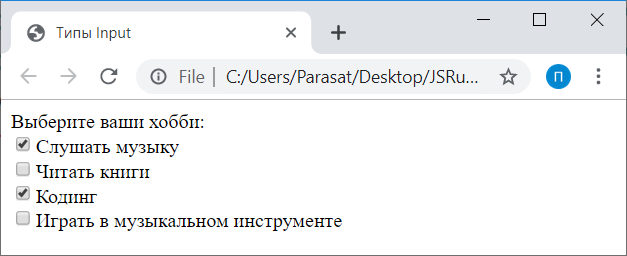 Типы Input
File
C:/Users/Parasat/Desktop/JSRu...
П
Выберите ваши хобби:
Слушать музыку
Читать книги
Кодинг
Играть в музыкальном инструменте